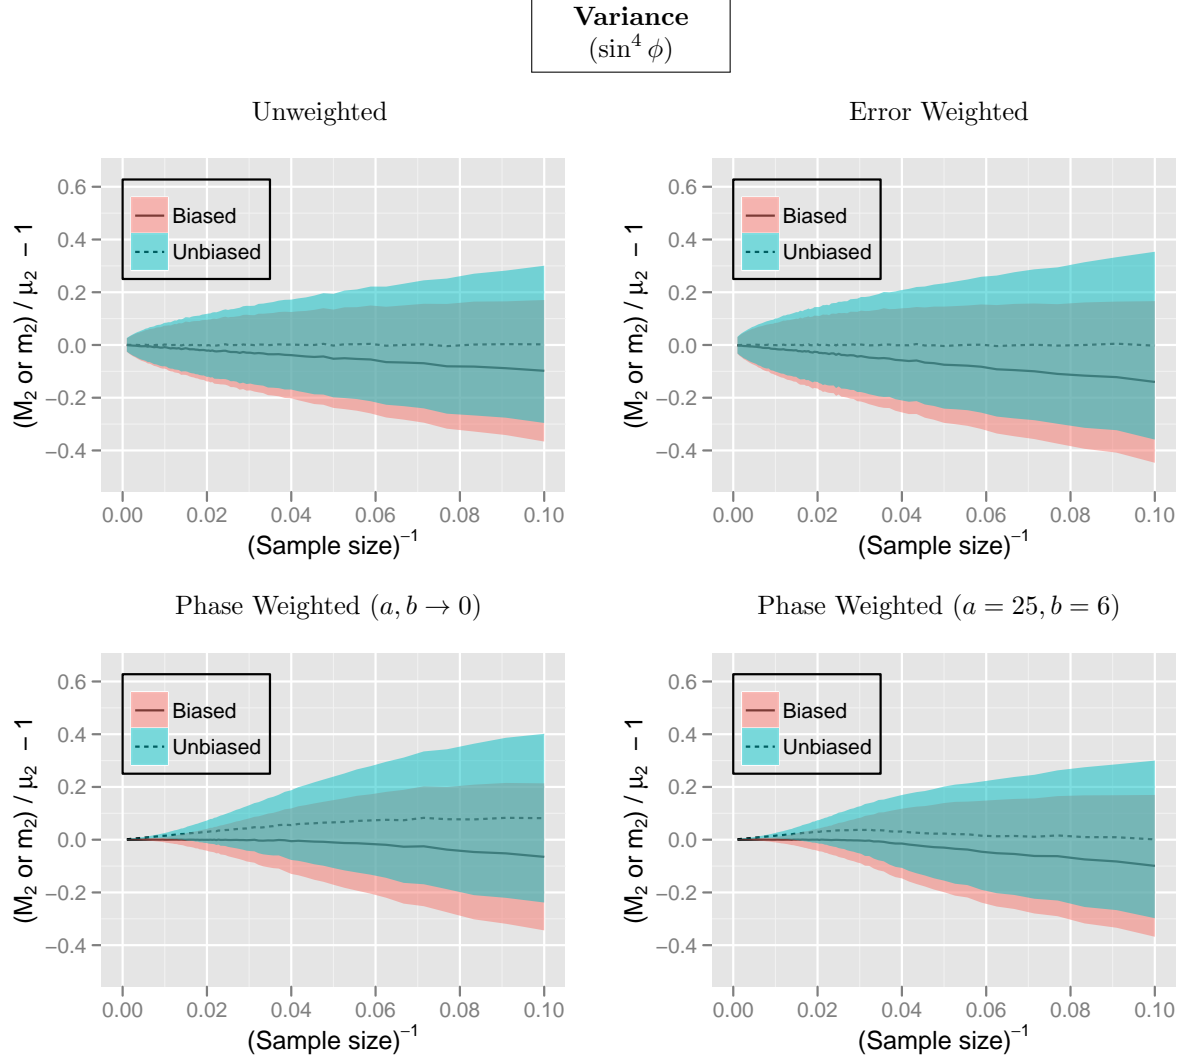 Variance
(sin⁴ ϕ)
Unweighted
(M₂ or m₂) / μ₂ − 1
0.6
0.4
0.2
0.0
−0.2
−0.4
Biased
Unbiased
0.00 0.02 0.04 0.06 0.08 0.10
(Sample size)⁻¹
Error Weighted
(M₂ or m₂) / μ₂ − 1
0.6
0.4
0.2
0.0
−0.2
−0.4
Biased
Unbiased
0.00 0.02 0.04 0.06 0.08 0.10
(Sample size)⁻¹
Phase Weighted (a, b → 0)
(M₂ or m₂) / μ₂ − 1
0.6
0.4
0.2
0.0
−0.2
−0.4
Biased
Unbiased
0.00 0.02 0.04 0.06 0.08 0.10
(Sample size)⁻¹
Phase Weighted (a = 25, b = 6)
(M₂ or m₂) / μ₂ − 1
0.6
0.4
0.2
0.0
−0.2
−0.4
Biased
Unbiased
0.00 0.02 0.04 0.06 0.08 0.10
(Sample size)⁻¹